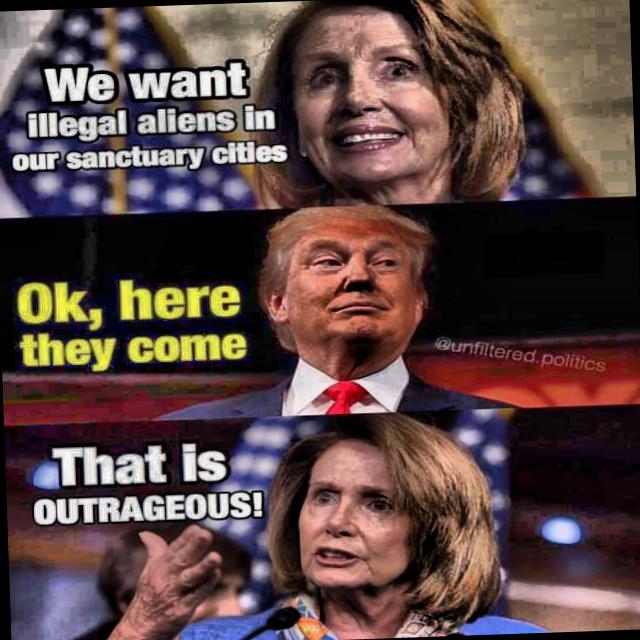 We want
illegal aliens in
our sanctuary cities
Ok, here
they come
@unfiltered.politics
That is
OUTRAGEOUS!